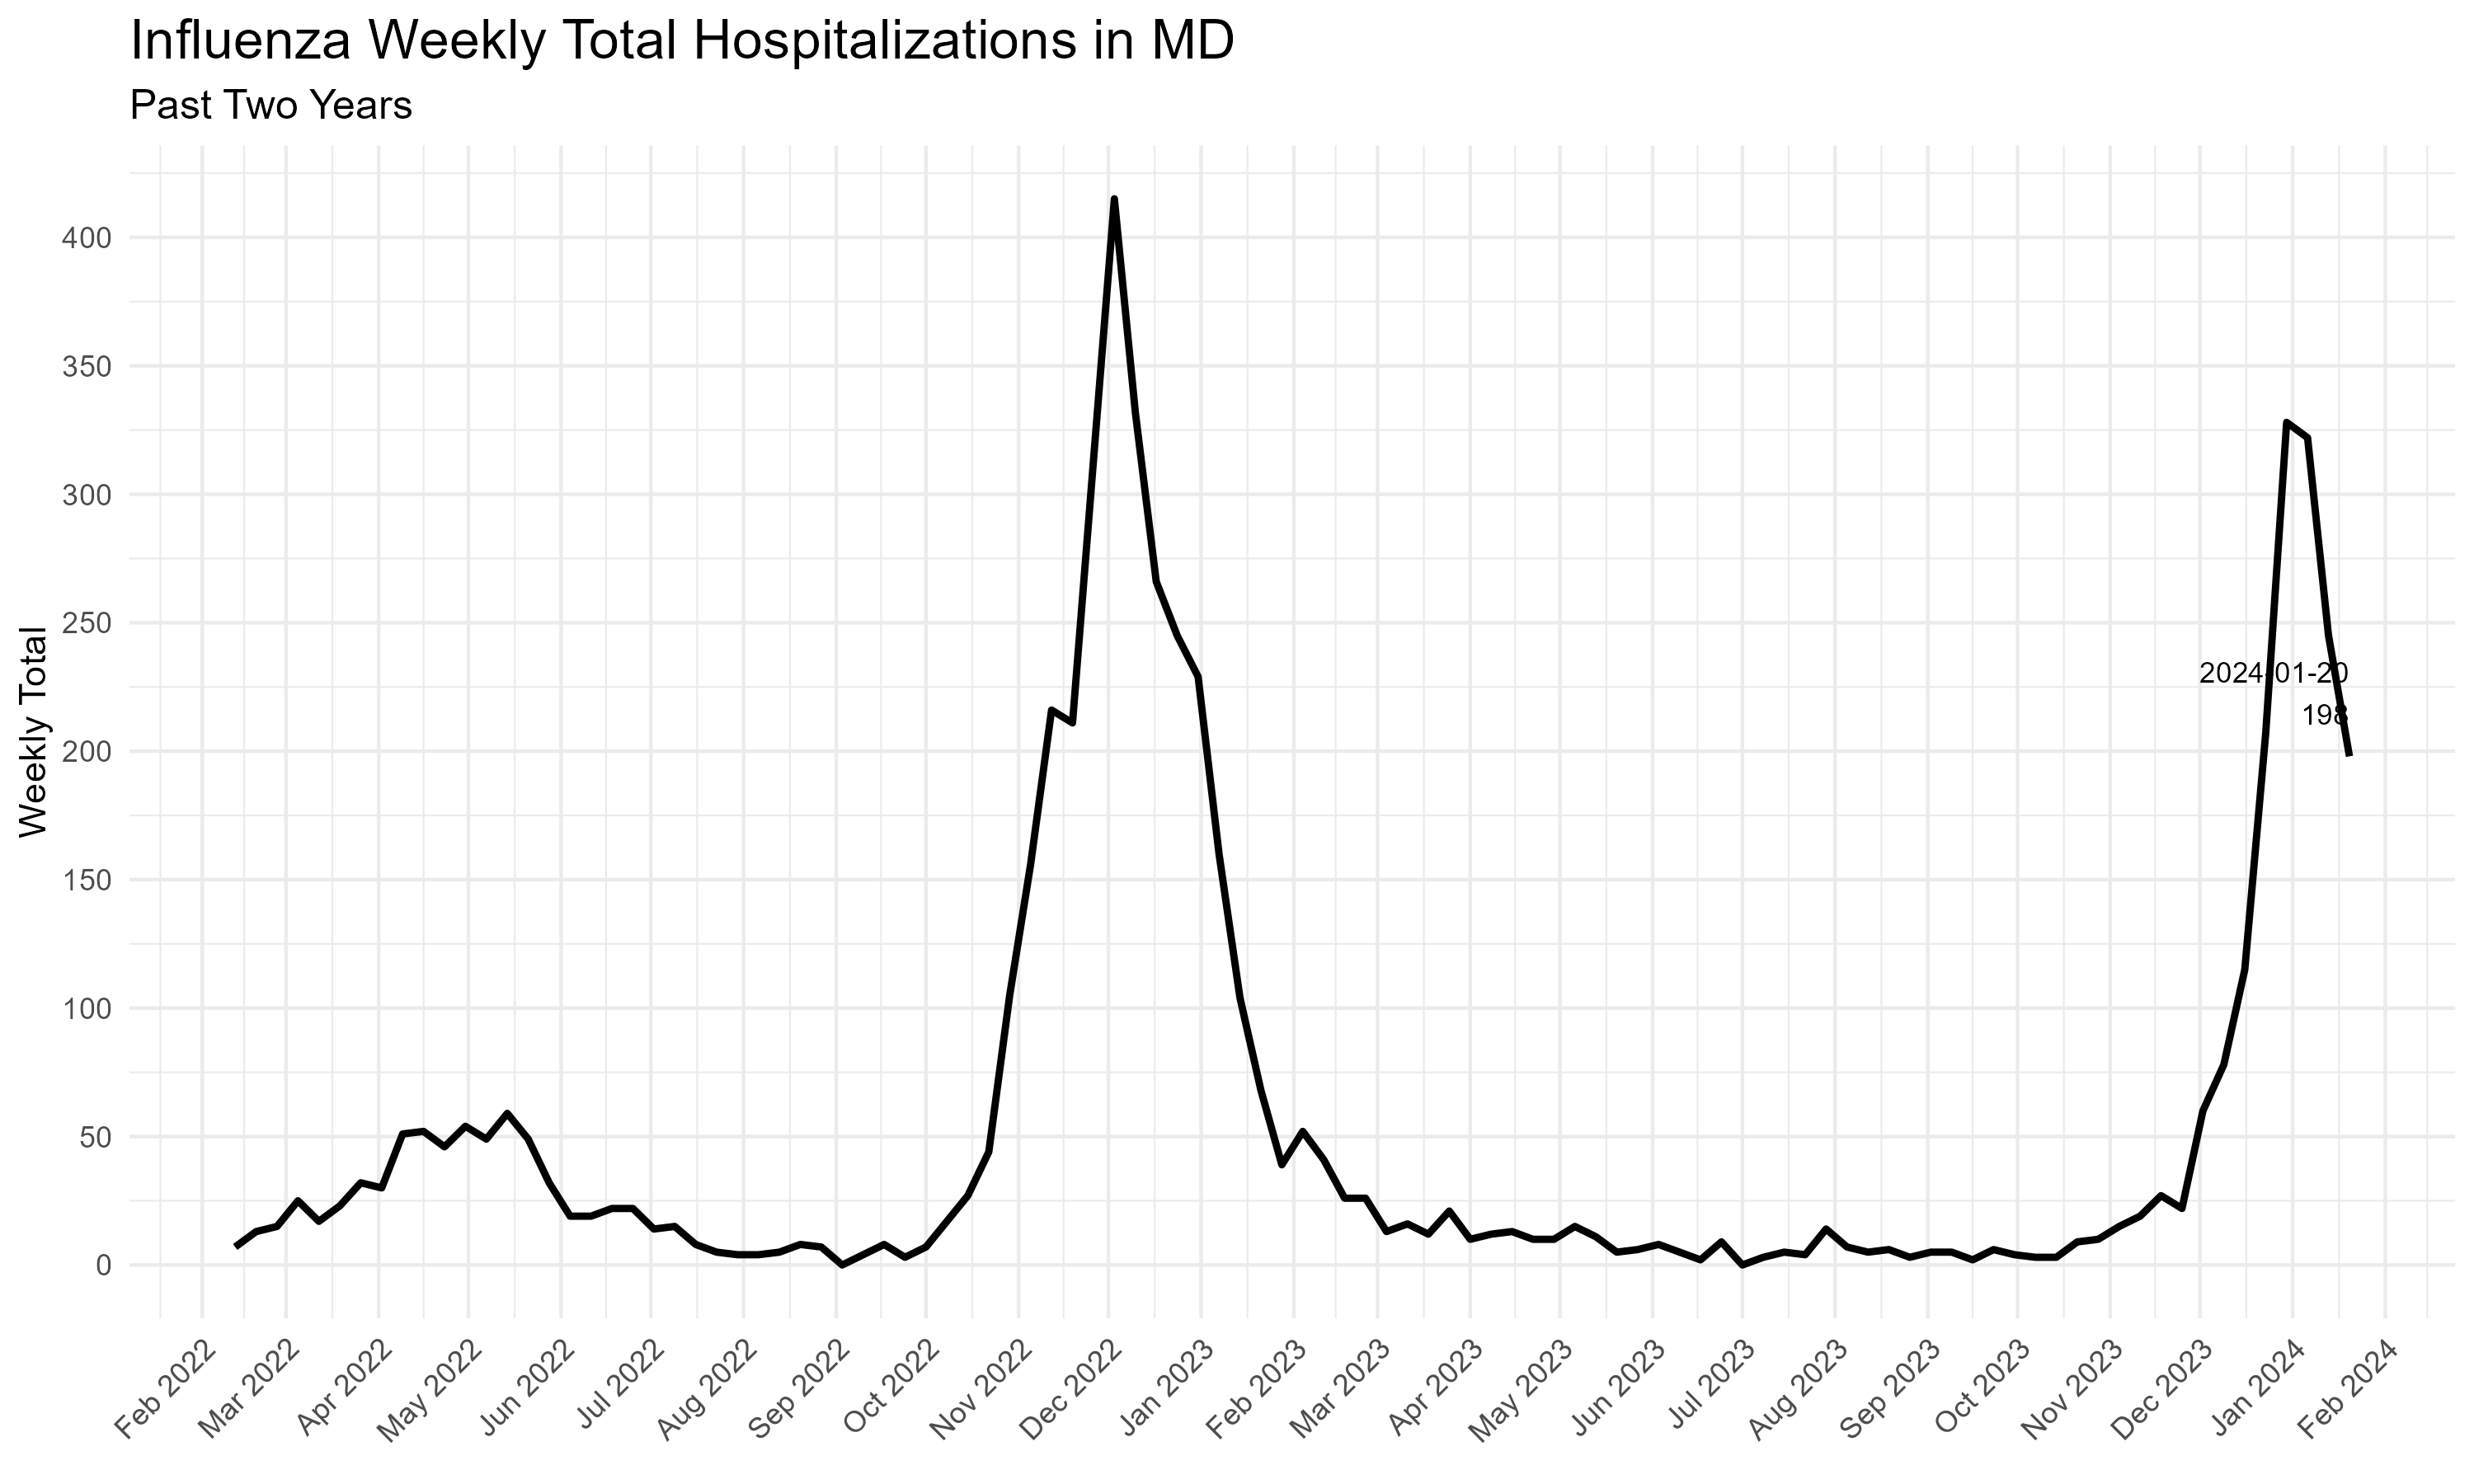 Influenza Weekly Total Hospitalizations in MD
Past Two Years
Weekly Total
400
350
300
250
200
150
100
50
0
2024-01-20
198
Feb 2022
Mar 2022
Apr 2022
May 2022
Jun 2022
Jul 2022
Aug 2022
Sep 2022
Oct 2022
Nov 2022
Dec 2022
Jan 2023
Feb 2023
Mar 2023
Apr 2023
May 2023
Jun 2023
Jul 2023
Aug 2023
Sep 2023
Oct 2023
Nov 2023
Dec 2023
Jan 2024
Feb 2024